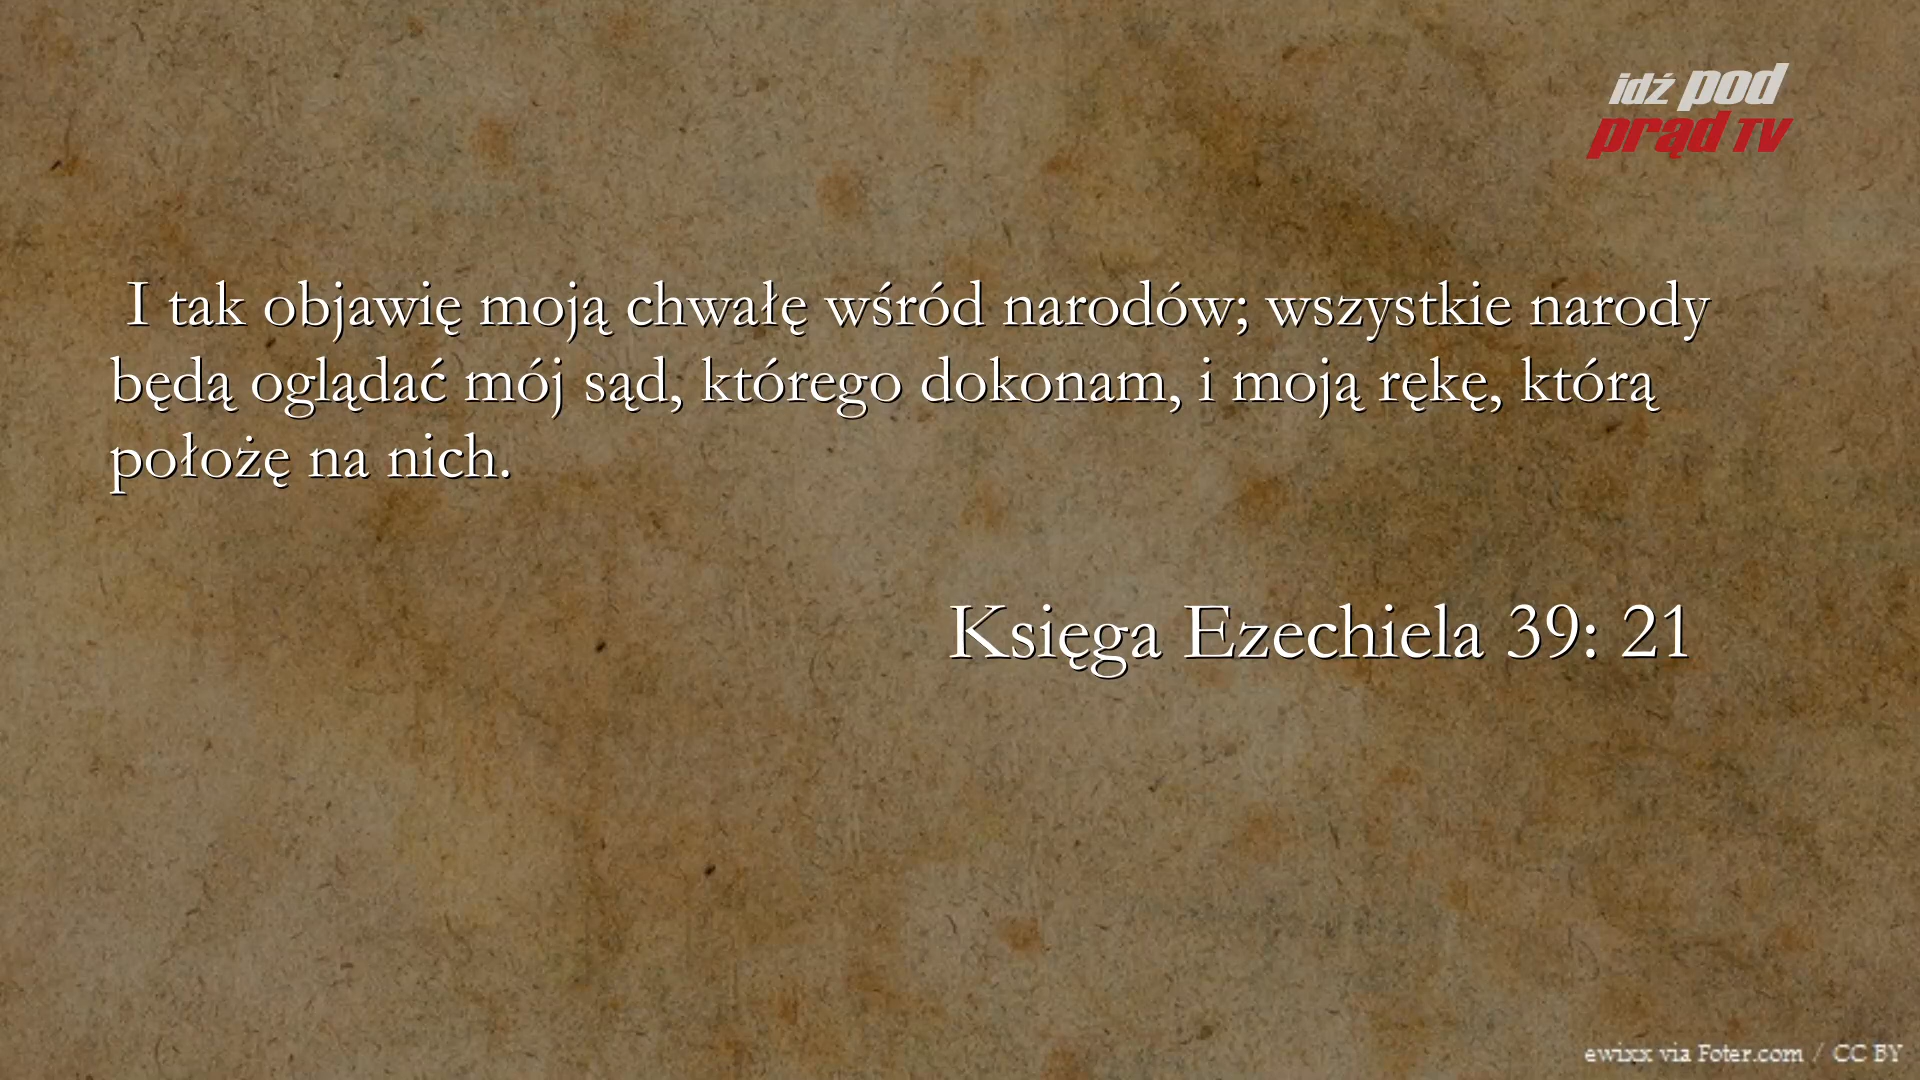 idź pod
prąd TV
I tak objawię moją chwałę wśród narodów; wszystkie narody
będą oglądać mój sąd, którego dokonam, i moją rękę, którą
położę na nich.
Księga Ezechiela 39: 21
ewixx via Foter.com / CC BY